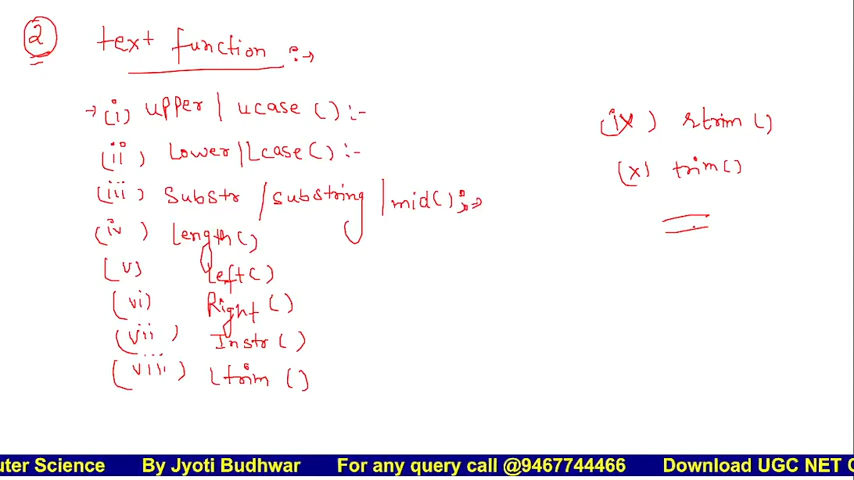 2 text function :→
→ (i) upper | ucase () :-
(ii) Lower | Lcase () :-
(iii) Substr / substring / mid() :→
(iv) Length()
(v) Left()
(vi) Right ()
(vii) Instr ()
(viii) Ltrim ()
(ix) rtrim ()
(x) trim ()
uter Science By Jyoti Budhwar For any query call @9467744466 Download UGC NET C